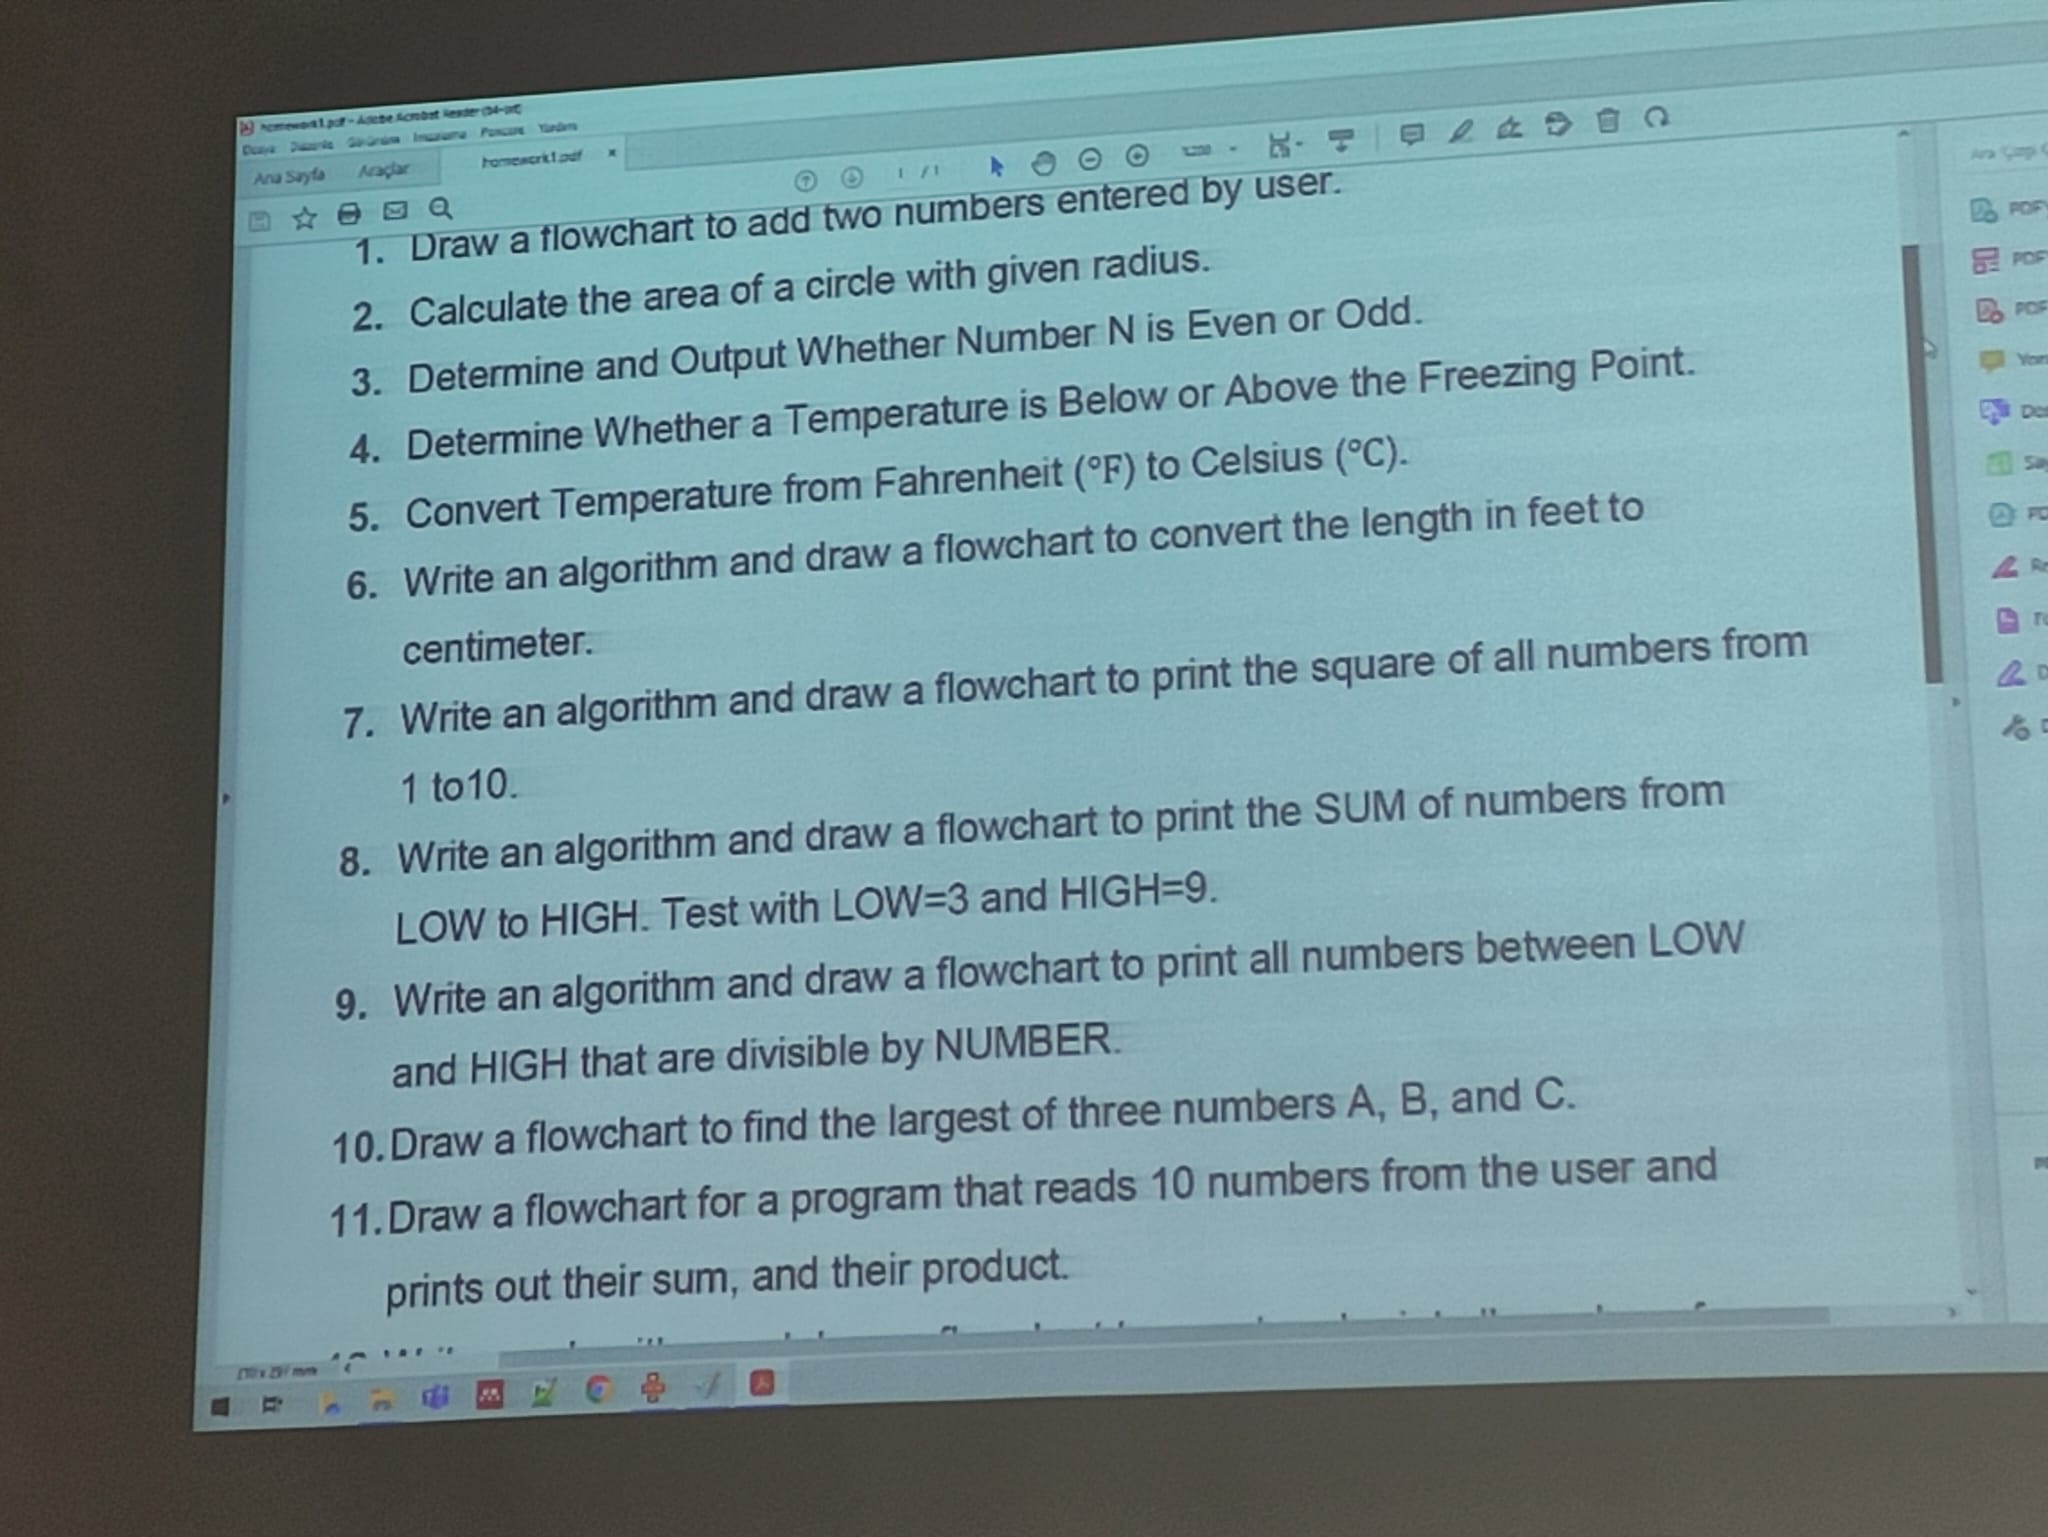 homework1.pdf - Adobe Acrobat Reader (64-bit)
Dosya Düzenle Görünüm İmzalama Pencere Yardım
Ana Sayfa Araçlar homework1.pdf ×
1 / 1
1. Draw a flowchart to add two numbers entered by user.
2. Calculate the area of a circle with given radius.
3. Determine and Output Whether Number N is Even or Odd.
4. Determine Whether a Temperature is Below or Above the Freezing Point.
5. Convert Temperature from Fahrenheit (°F) to Celsius (°C).
6. Write an algorithm and draw a flowchart to convert the length in feet to
centimeter.
7. Write an algorithm and draw a flowchart to print the square of all numbers from
1 to10.
8. Write an algorithm and draw a flowchart to print the SUM of numbers from
LOW to HIGH. Test with LOW=3 and HIGH=9.
9. Write an algorithm and draw a flowchart to print all numbers between LOW
and HIGH that are divisible by NUMBER.
10. Draw a flowchart to find the largest of three numbers A, B, and C.
11. Draw a flowchart for a program that reads 10 numbers from the user and
prints out their sum, and their product.
PDF
PDF
PDF